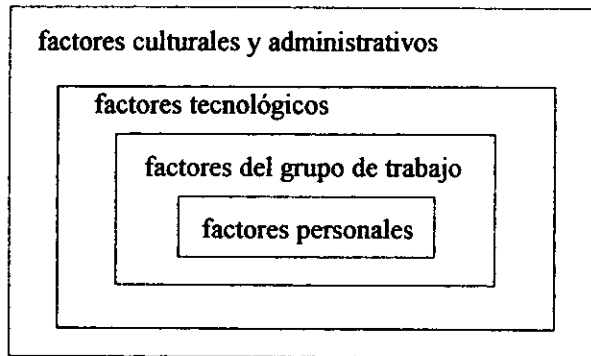 factores culturales y administrativos
factores tecnológicos
factores del grupo de trabajo
factores personales